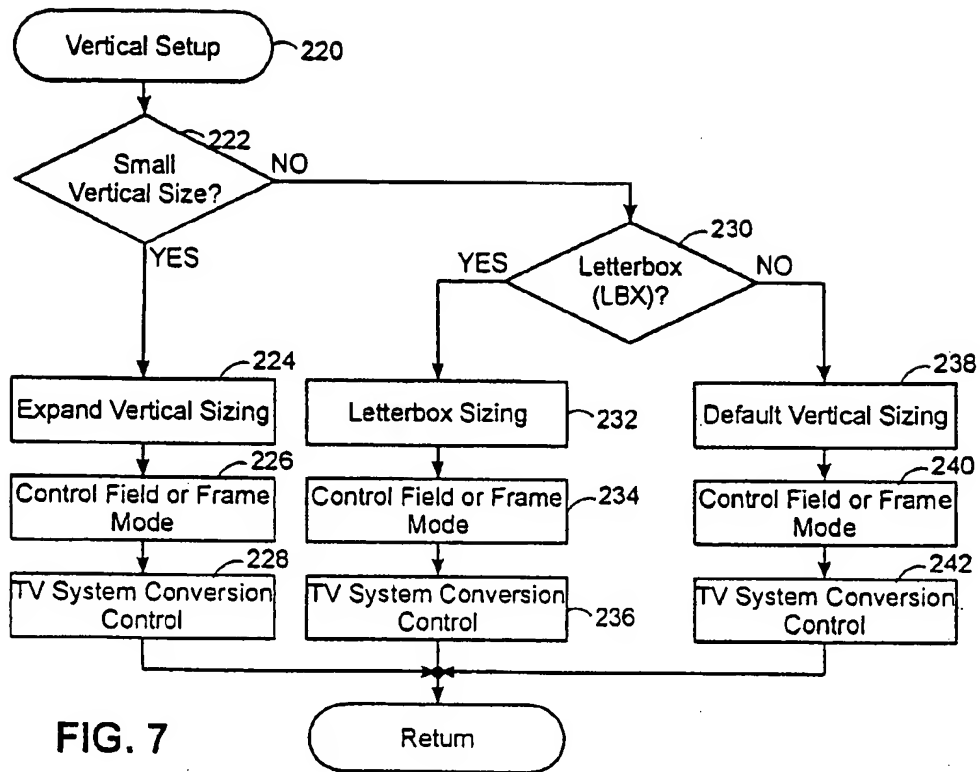 Vertical Setup
220
222
Small
Vertical Size?
NO
YES
230
Letterbox
(LBX)?
YES
NO
224
Expand Vertical Sizing
226
Control Field or Frame
Mode
228
TV System Conversion
Control
Letterbox Sizing
232
Control Field or Frame
Mode
234
TV System Conversion
Control
236
238
Default Vertical Sizing
240
Control Field or Frame
Mode
242
TV System Conversion
Control
Return
FIG. 7